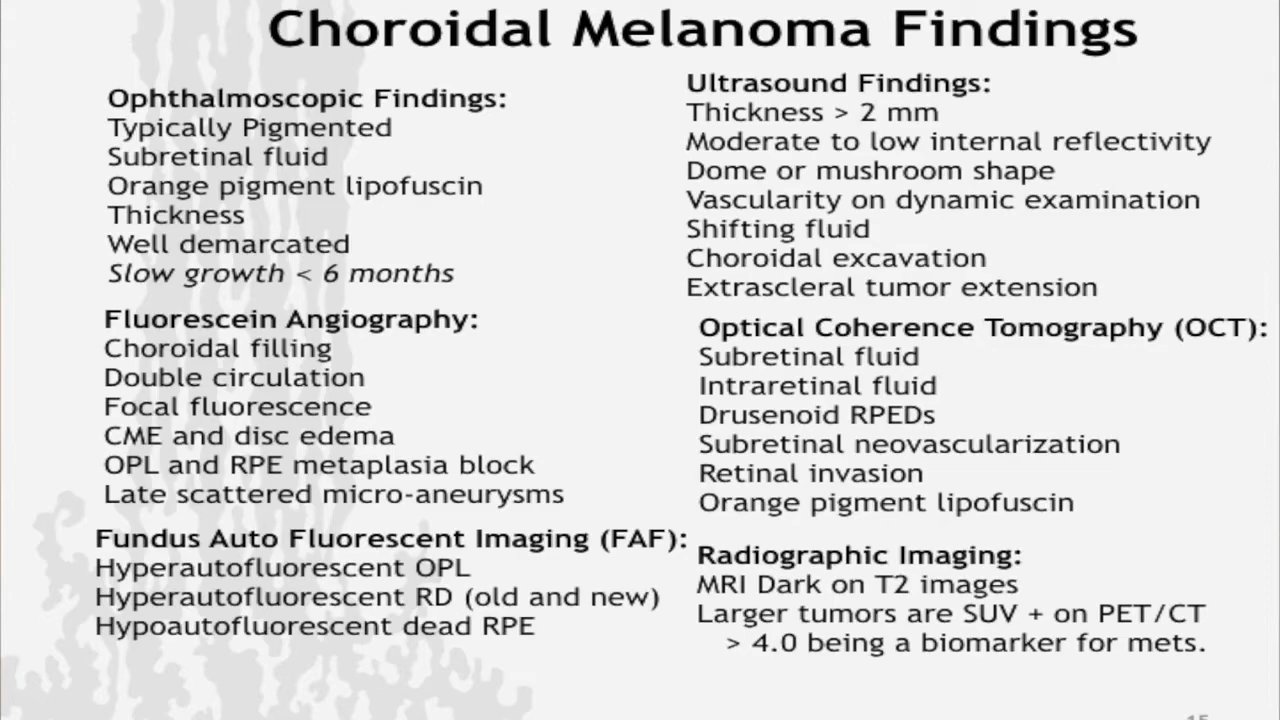 Choroidal Melanoma Findings
Ophthalmoscopic Findings:
Typically Pigmented
Subretinal fluid
Orange pigment lipofuscin
Thickness
Well demarcated
Slow growth < 6 months
Fluorescein Angiography:
Choroidal filling
Double circulation
Focal fluorescence
CME and disc edema
OPL and RPE metaplasia block
Late scattered micro-aneurysms
Fundus Auto Fluorescent Imaging (FAF):
Hyperautofluorescent OPL
Hyperautofluorescent RD (old and new)
Hypoautofluorescent dead RPE
Ultrasound Findings:
Thickness > 2 mm
Moderate to low internal reflectivity
Dome or mushroom shape
Vascularity on dynamic examination
Shifting fluid
Choroidal excavation
Extrascleral tumor extension
Optical Coherence Tomography (OCT):
Subretinal fluid
Intraretinal fluid
Drusenoid RPEDs
Subretinal neovascularization
Retinal invasion
Orange pigment lipofuscin
Radiographic Imaging:
MRI Dark on T2 images
Larger tumors are SUV + on PET/CT
> 4.0 being a biomarker for mets.